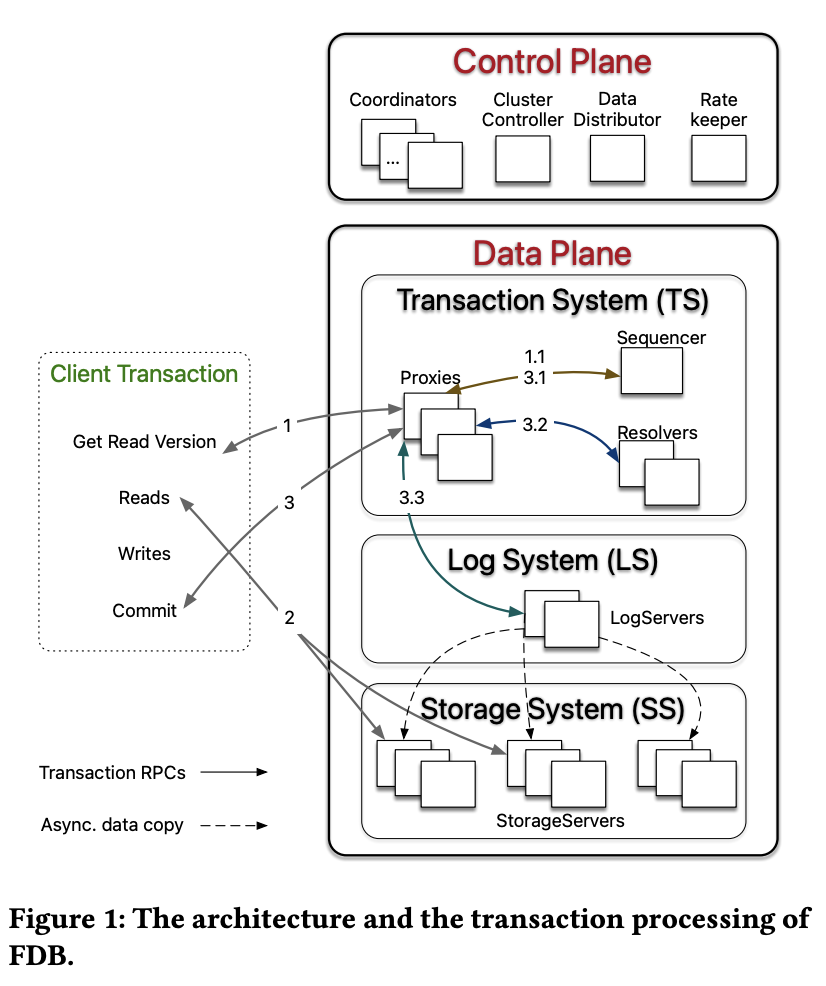 Control Plane
Coordinators
Cluster
Controller
Data
Distributor
Rate
keeper
...
Data Plane
Transaction System (TS)
Sequencer
1.1
3.1
Proxies
3.2
Resolvers
3.3
Client Transaction
Get Read Version
1
Reads
3
Writes
Commit
2
Log System (LS)
LogServers
Storage System (SS)
StorageServers
Transaction RPCs
Async. data copy
Figure 1: The architecture and the transaction processing of
FDB.